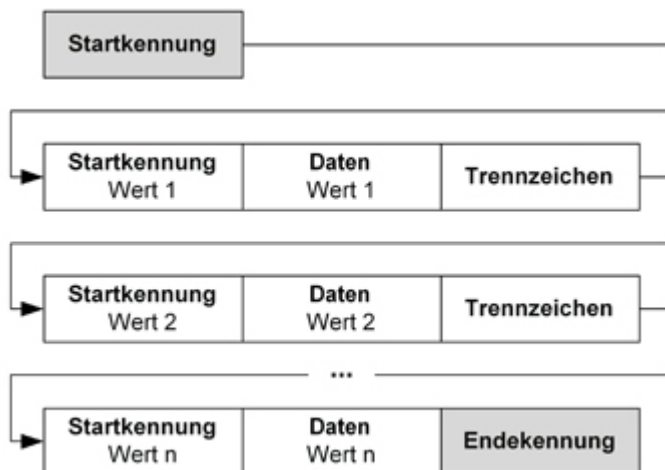 Startkennung
Startkennung Daten Trennzeichen
Wert 1 Wert 1
Startkennung Daten Trennzeichen
Wert 2 Wert 2
...
Startkennung Daten Endekennung
Wert n Wert n